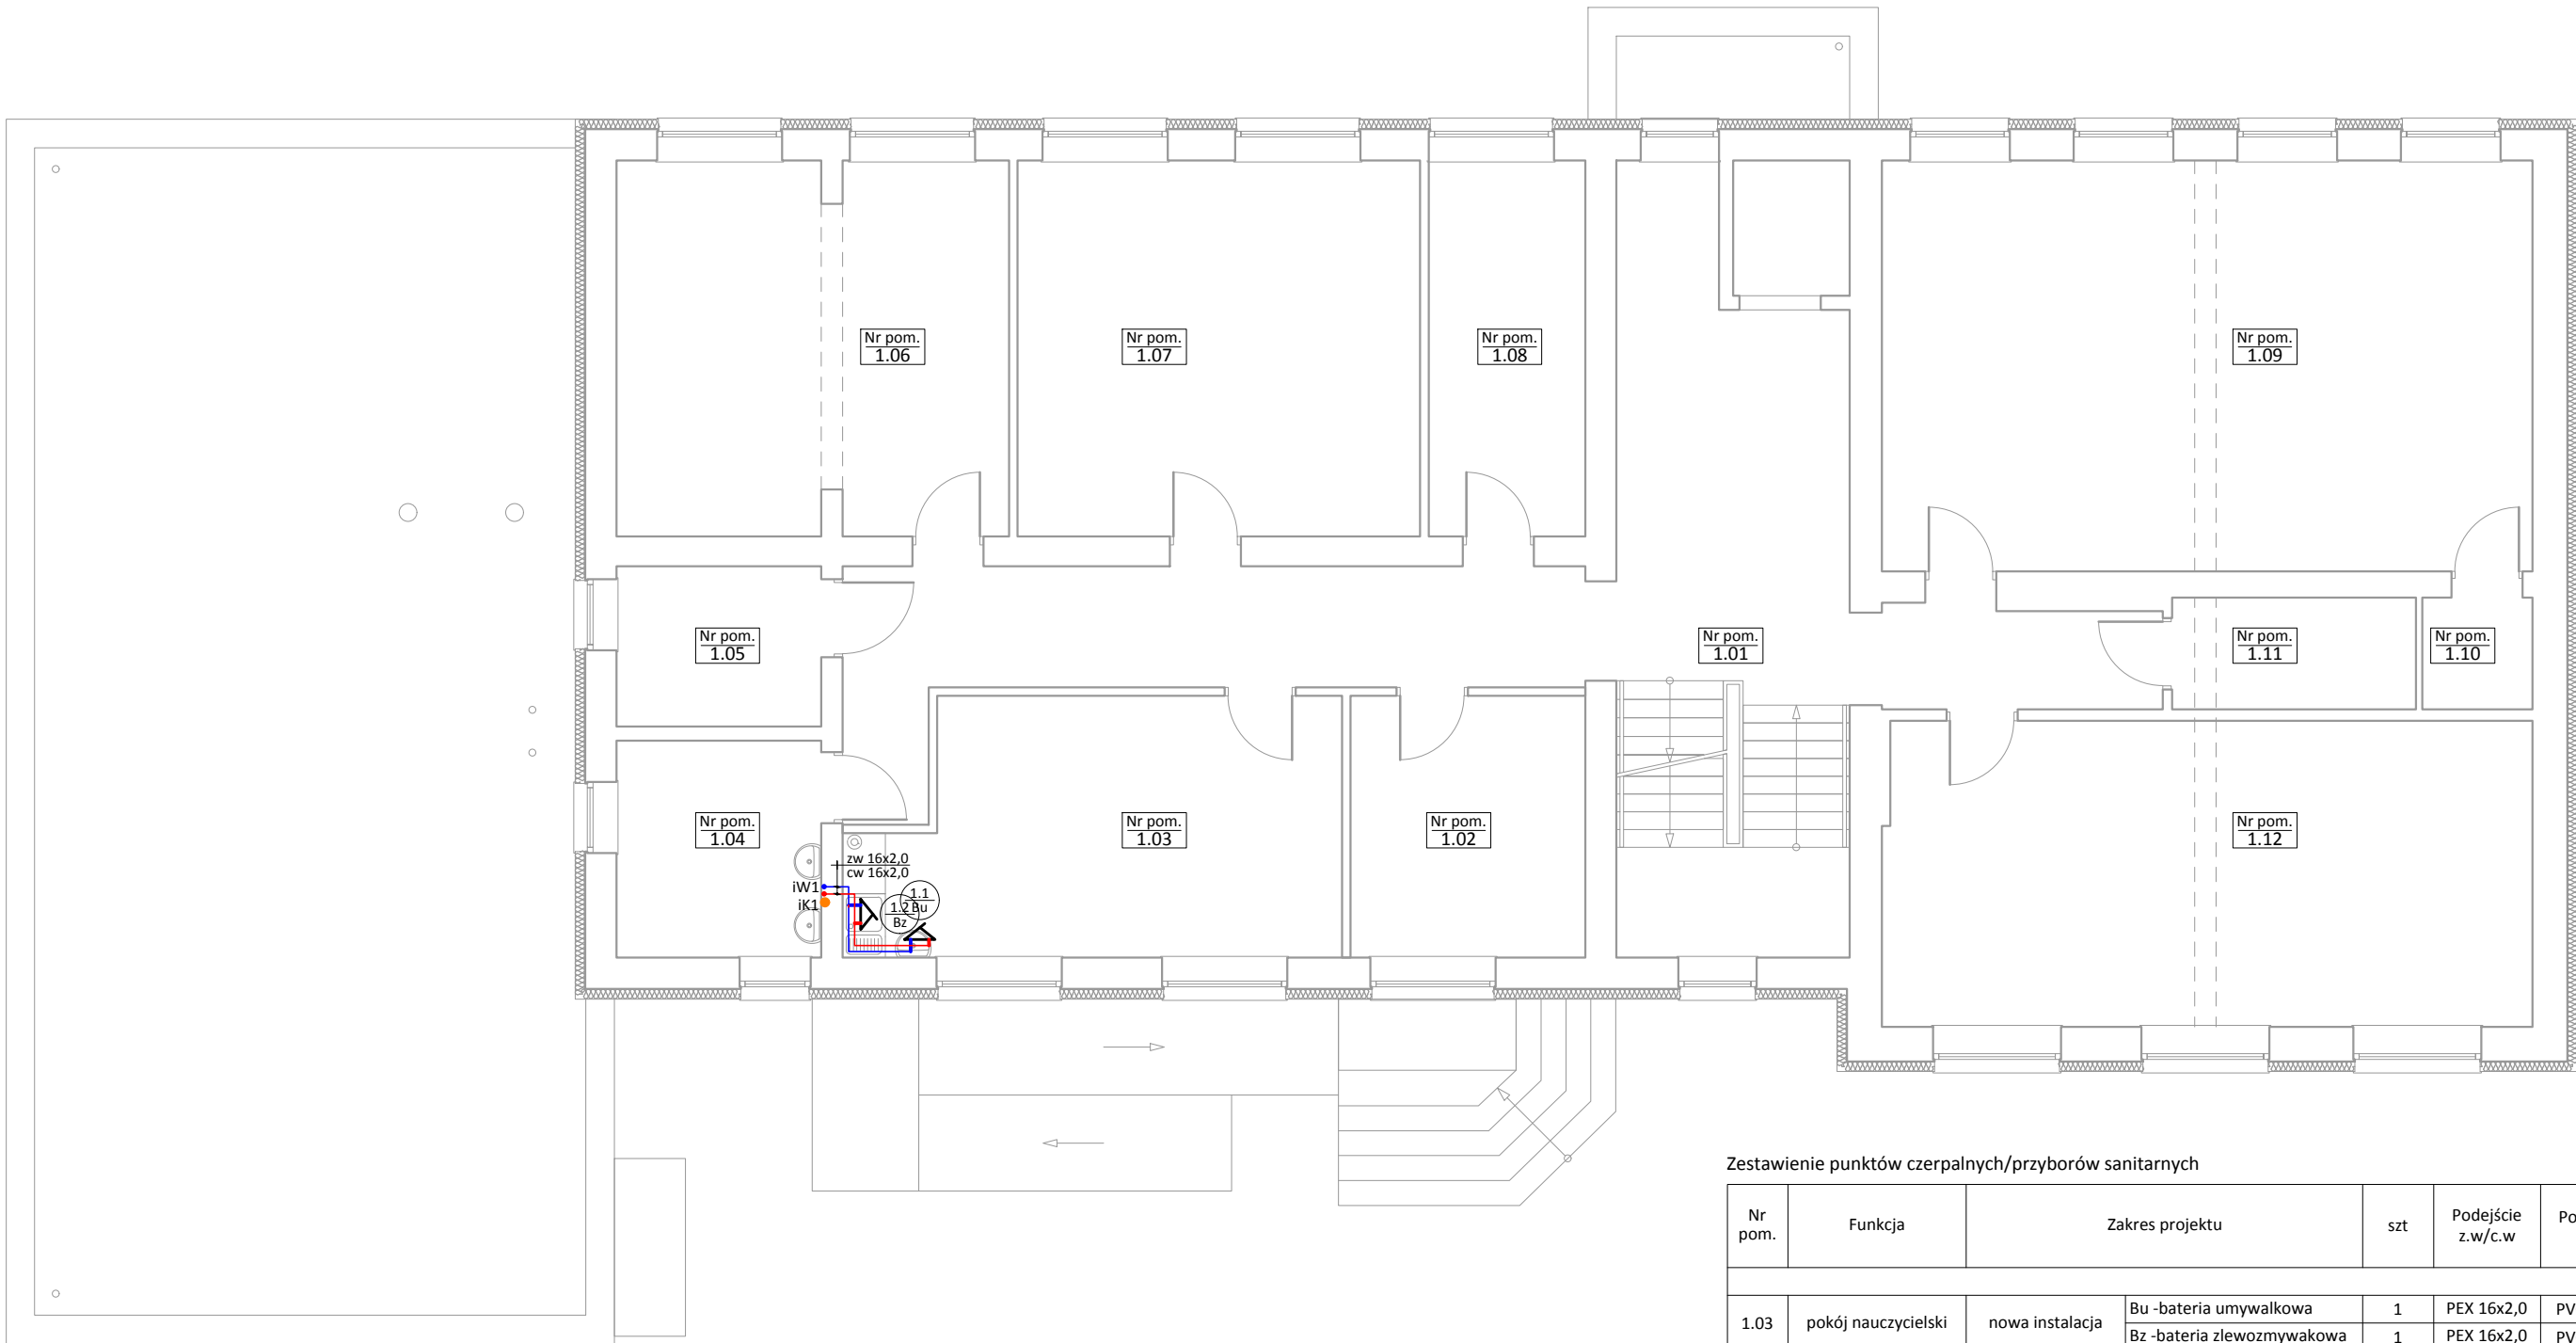 Nr pom.
1.06
Nr pom.
1.07
Nr pom.
1.08
Nr pom.
1.09
Nr pom.
1.05
Nr pom.
1.01
Nr pom.
1.11
Nr pom.
1.10
Nr pom.
1.04
Nr pom.
1.03
Nr pom.
1.02
Nr pom.
1.12
zw 16x2,0
cw 16x2,0
iW1
iK1
1.1
Bu
1.2
Bz
Zestawienie punktów czerpalnych/przyborów sanitarnych
Nr pom. Funkcja Zakres projektu szt Podejście z.w/c.w Po
1.03 pokój nauczycielski nowa instalacja Bu -bateria umywalkowa 1 PEX 16x2,0 PV
Bz -bateria zlewozmywakowa 1 PEX 16x2,0 PV